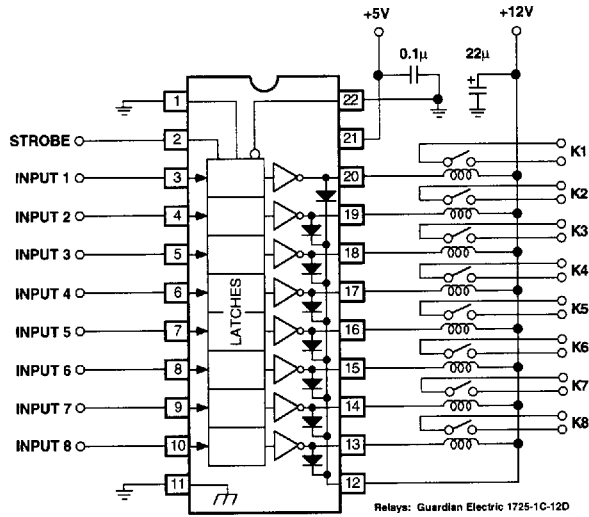 +5V
+12V
0.1μ
22μ
+
1
22
STROBE
2
21
INPUT 1
3
20
K1
INPUT 2
4
19
K2
INPUT 3
5
18
K3
INPUT 4
6
LATCHES
17
K4
INPUT 5
7
16
K5
INPUT 6
8
15
K6
INPUT 7
9
14
K7
INPUT 8
10
13
K8
11
12
Relays: Guardian Electric 1725-1C-12D